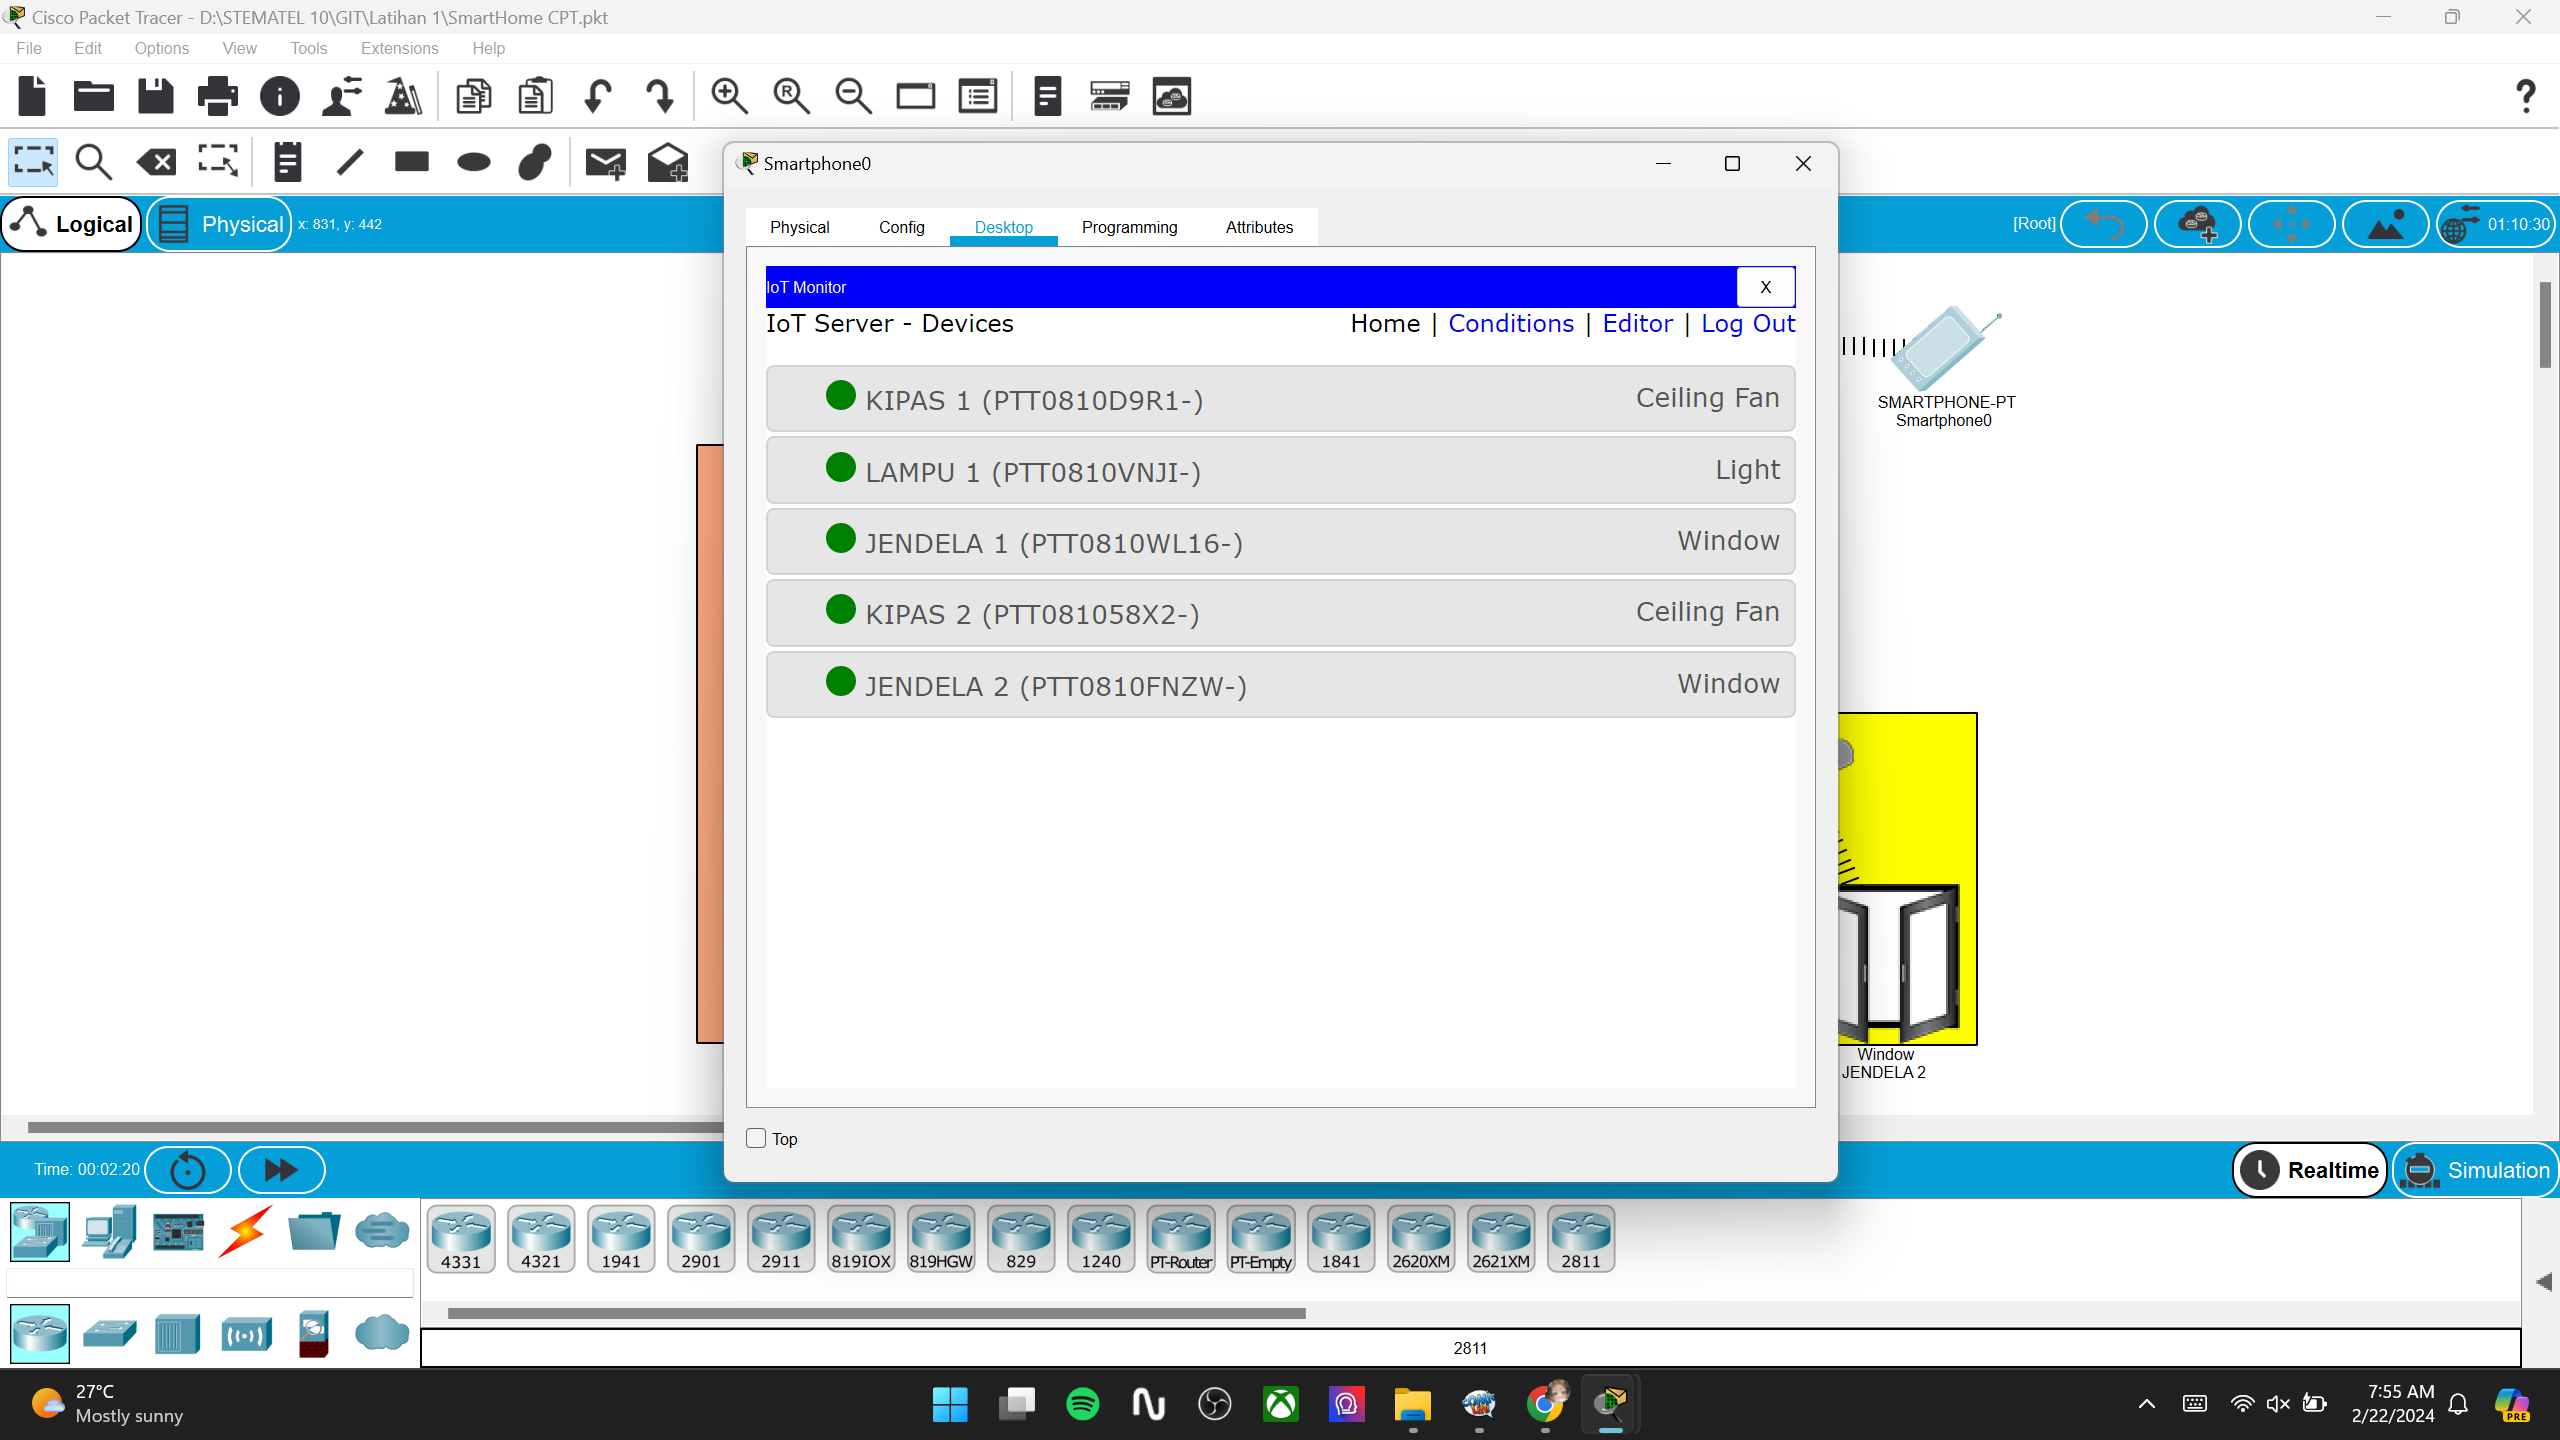 Cisco Packet Tracer - D:\STEMATEL 10\GIT\Latihan 1\SmartHome CPT.pkt
File Edit Options View Tools Extensions Help
Smartphone0
Logical Physical x: 831, y: 442
[Root] 01:10:30
Physical Config Desktop Programming Attributes
IoT Monitor X
IoT Server - Devices Home | Conditions | Editor | Log Out
KIPAS 1 (PTT0810D9R1-) Ceiling Fan
LAMPU 1 (PTT0810VNJI-) Light
JENDELA 1 (PTT0810WL16-) Window
KIPAS 2 (PTT081058X2-) Ceiling Fan
JENDELA 2 (PTT0810FNZW-) Window
Top
SMARTPHONE-PT
Smartphone0
Window
JENDELA 2
Time: 00:02:20
Realtime Simulation
4331 4321 1941 2901 2911 819IOX 819HGW 829 1240 PT-Router PT-Empty 1841 2620XM 2621XM 2811
2811
27°C
Mostly sunny
7:55 AM
2/22/2024
PRE